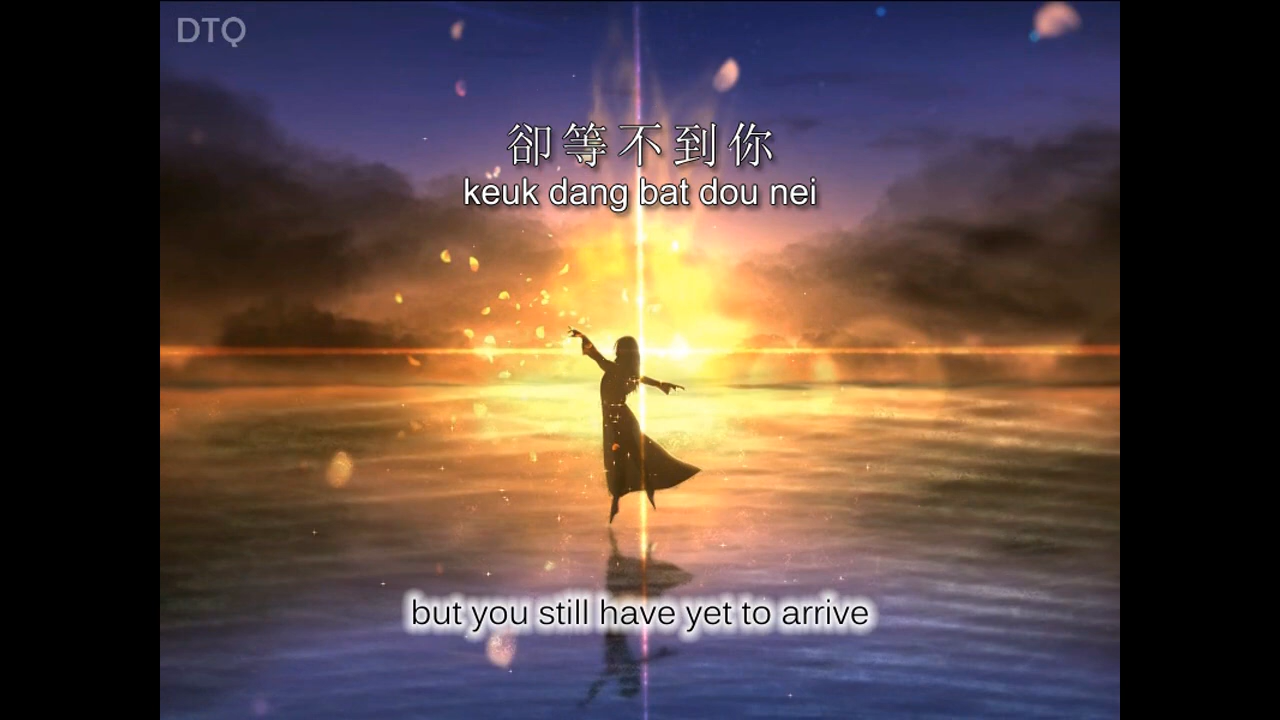 DTQ
卻等不到你
keuk dang bat dou nei
but you still have yet to arrive